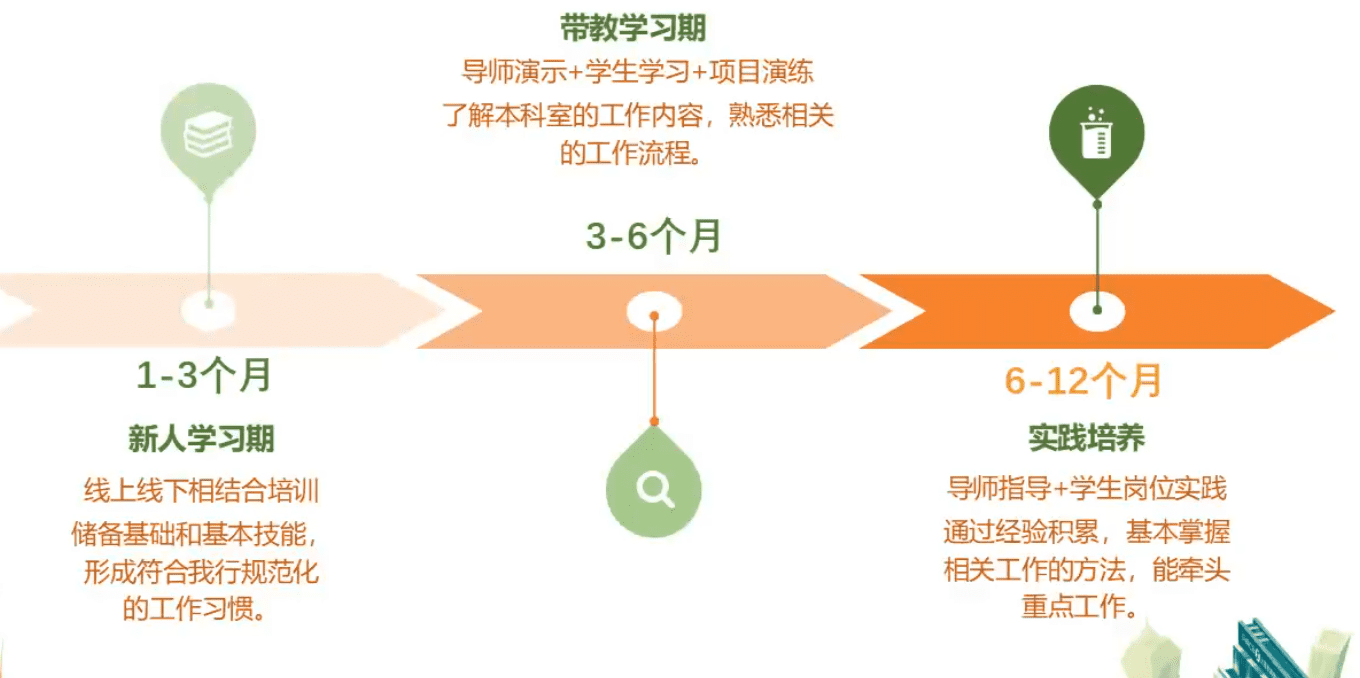 带教学习期
导师演示+学生学习+项目演练
了解本科室的工作内容，熟悉相关
的工作流程。
3-6个月
1-3个月
新人学习期
线上线下相结合培训
储备基础和基本技能，
形成符合我行规范化
的工作习惯。
6-12个月
实践培养
导师指导+学生岗位实践
通过经验积累，基本掌握
相关工作的方法，能牵头
重点工作。